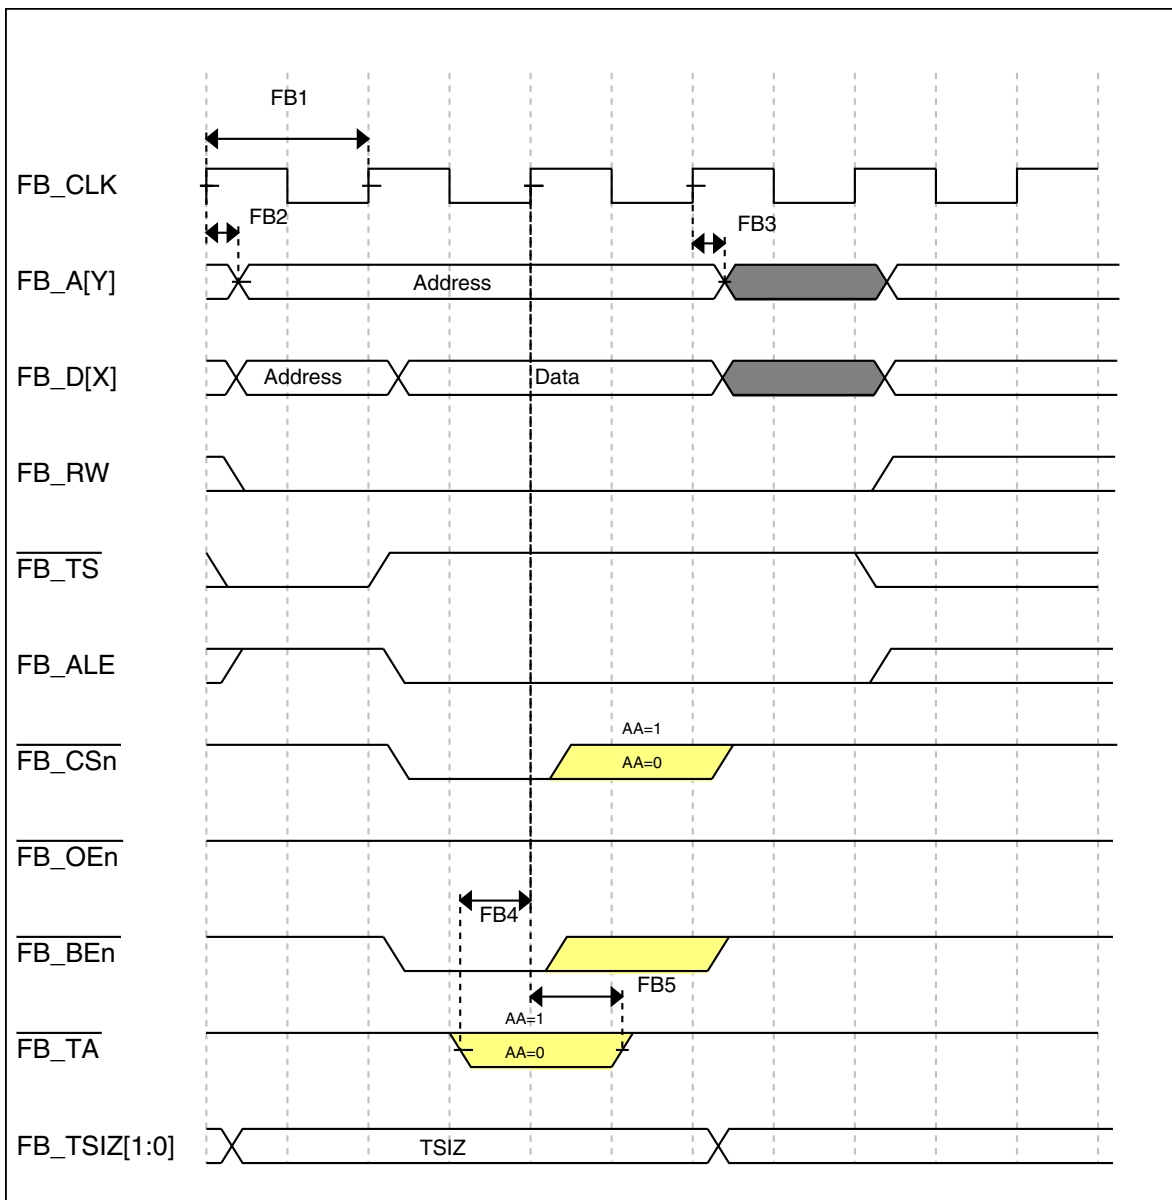 FB1
FB_CLK
FB2
FB3
FB_A[Y]
Address
FB_D[X]
Address
Data
FB_RW
FB_TS
FB_ALE
AA=1
FB_CSn
AA=0
FB_OEn
FB4
FB_BEn
FB5
AA=1
FB_TA
AA=0
FB_TSIZ[1:0]
TSIZ